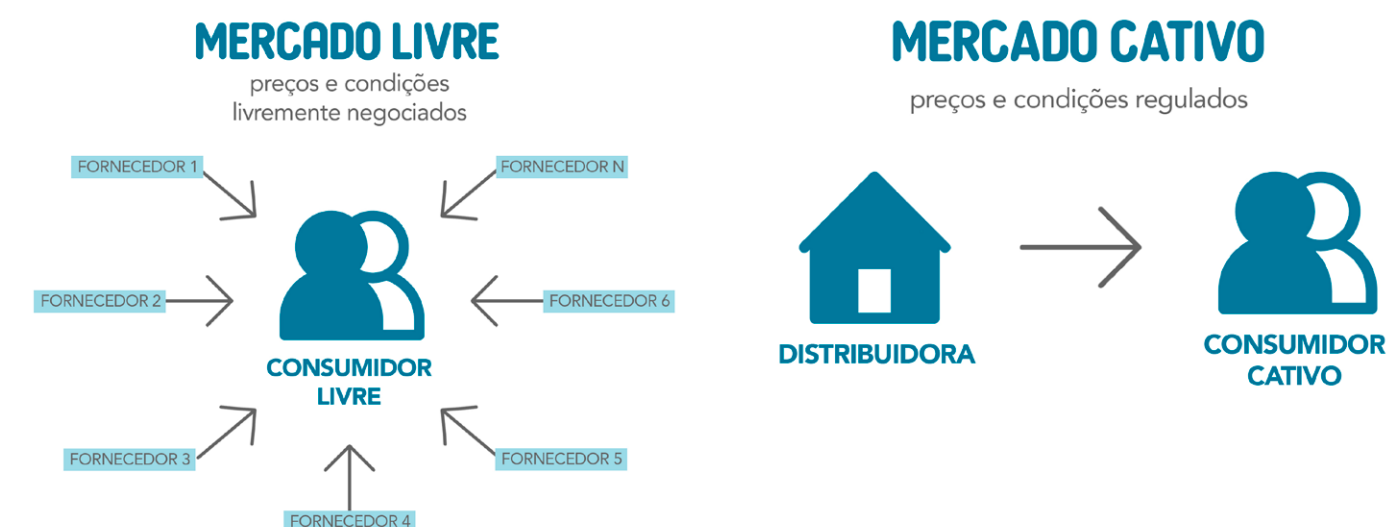 MERCADO LIVRE
preços e condições
livremente negociados
FORNECEDOR 1
FORNECEDOR N
FORNECEDOR 2
FORNECEDOR 6
CONSUMIDOR
LIVRE
FORNECEDOR 3
FORNECEDOR 5
FORNECEDOR 4
MERCADO CATIVO
preços e condições regulados
DISTRIBUIDORA
CONSUMIDOR
CATIVO